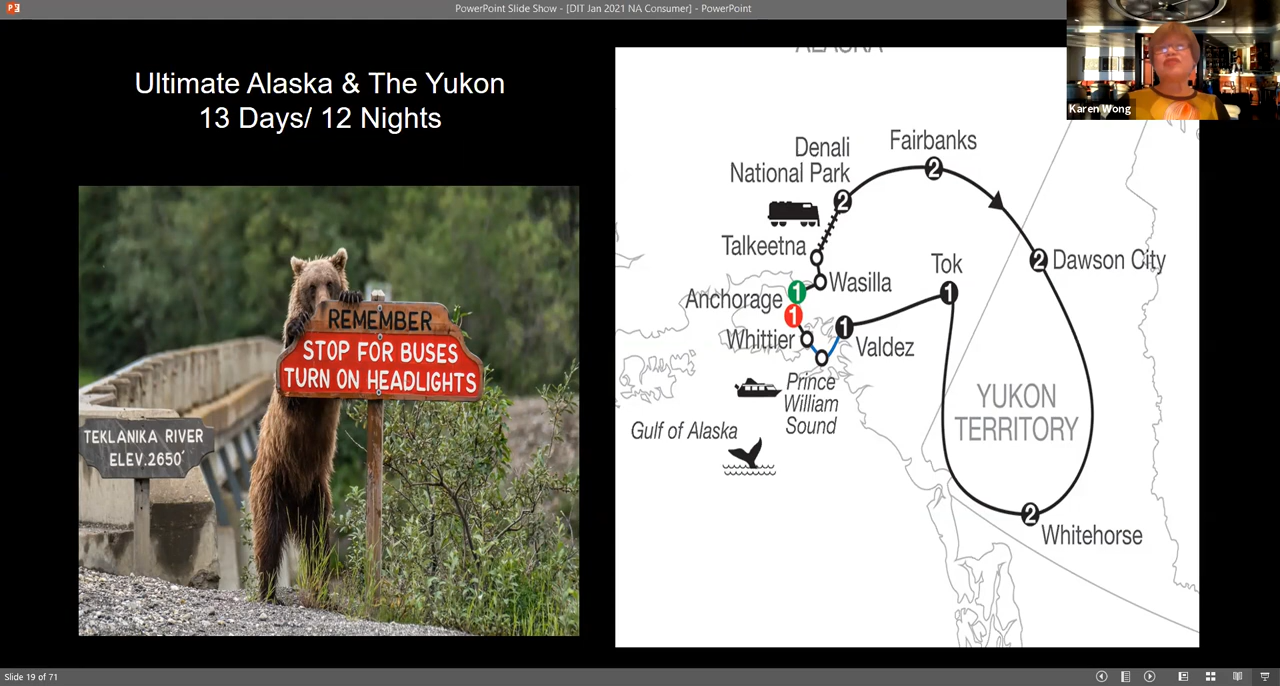 PowerPoint Slide Show - [DIT Jan 2021 NA Consumer] - PowerPoint
Karen Wong
Ultimate Alaska & The Yukon
13 Days/ 12 Nights
REMEMBER
STOP FOR BUSES
TURN ON HEADLIGHTS
TEKLANIKA RIVER
ELEV.2650'
ALASKA
Denali
National Park
2
Fairbanks
2
Talkeetna
Wasilla
Anchorage
1
1
Whittier
1
Valdez
Tok
1
2
Dawson City
Prince
William
Sound
Gulf of Alaska
YUKON
TERRITORY
2
Whitehorse
Slide 19 of 71